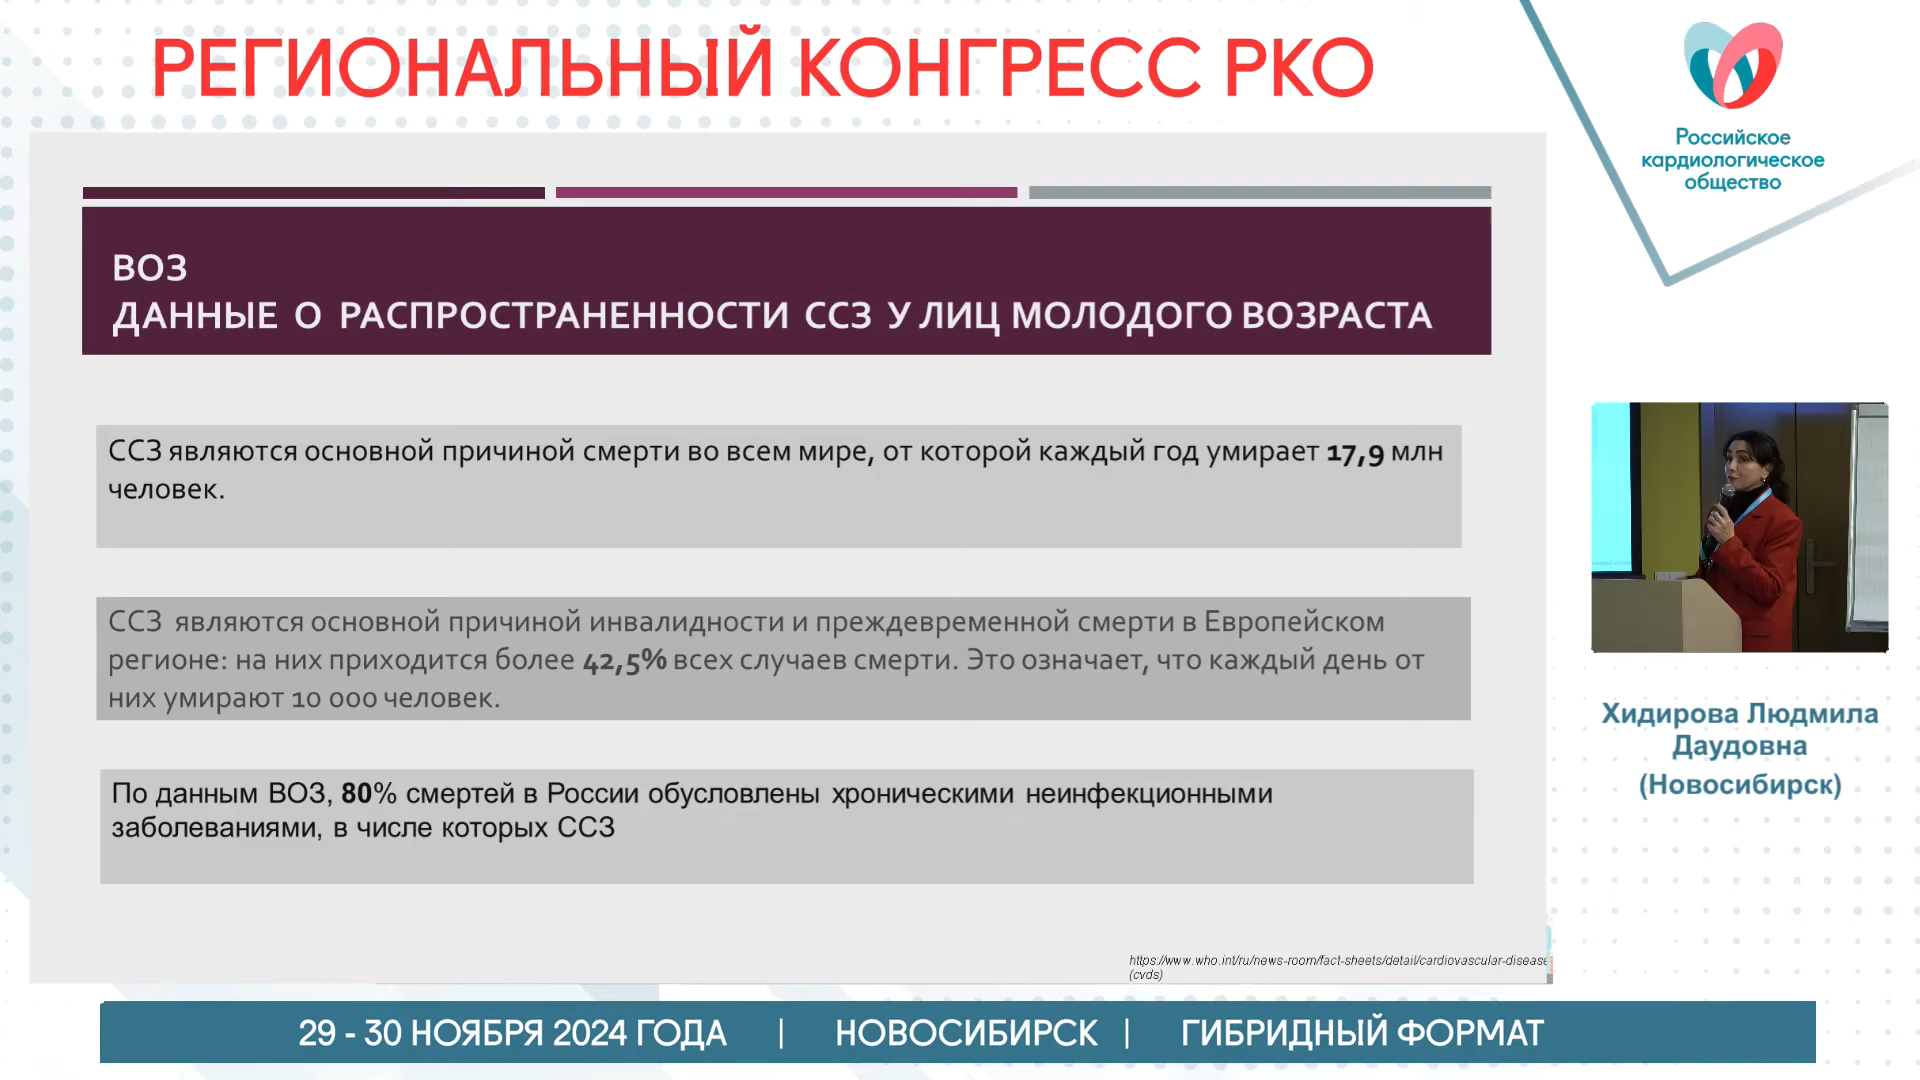 РЕГИОНАЛЬНЫЙ КОНГРЕСС РКО
Российское
кардиологическое
общество
ВОЗ
ДАННЫЕ О РАСПРОСТРАНЕННОСТИ ССЗ У ЛИЦ МОЛОДОГО ВОЗРАСТА
ССЗ являются основной причиной смерти во всем мире, от которой каждый год умирает 17,9 млн
человек.
ССЗ являются основной причиной инвалидности и преждевременной смерти в Европейском
регионе: на них приходится более 42,5% всех случаев смерти. Это означает, что каждый день от
них умирают 10 000 человек.
По данным ВОЗ, 80% смертей в России обусловлены хроническими неинфекционными
заболеваниями, в числе которых ССЗ
https://www.who.int/ru/news-room/fact-sheets/detail/cardiovascular-disease
(cvds)
Хидирова Людмила
Даудовна
(Новосибирск)
29 - 30 НОЯБРЯ 2024 ГОДА | НОВОСИБИРСК | ГИБРИДНЫЙ ФОРМАТ